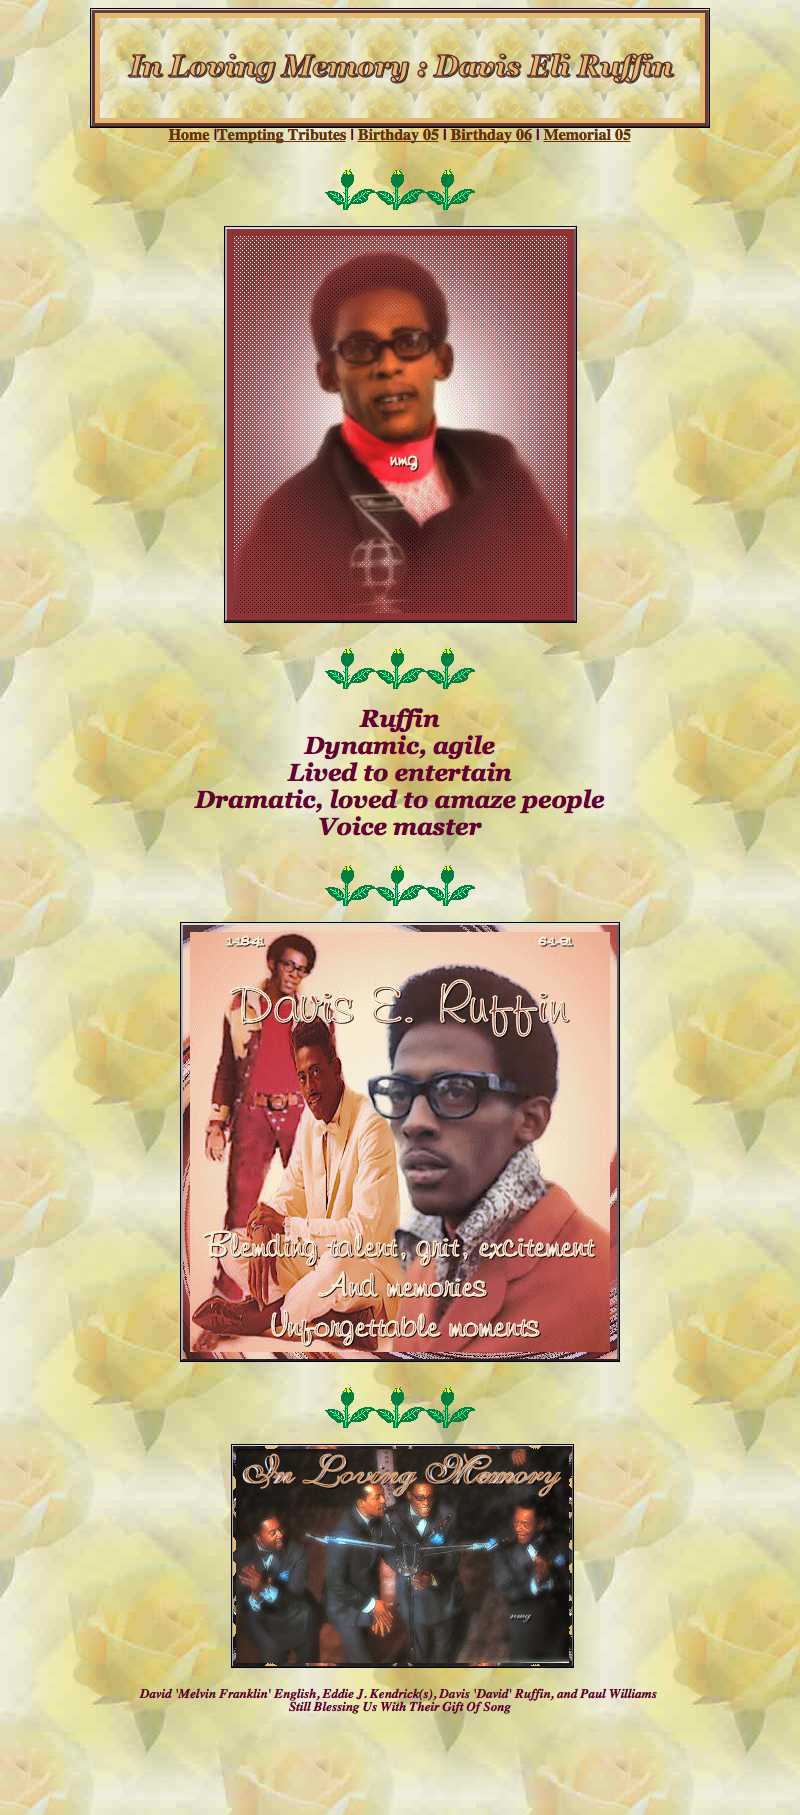 In Loving Memory : Davis Eli Ruffin
Home |Tempting Tributes | Birthday 05 | Birthday 06 | Memorial 05
nmg
Ruffin
Dynamic, agile
Lived to entertain
Dramatic, loved to amaze people
Voice master
1-18-41 6-1-91
Davis E. Ruffin
Blending talent, grit, excitement
And memories
Unforgettable moments
In Loving Memory
nmg
David 'Melvin Franklin' English, Eddie J. Kendrick(s), Davis 'David' Ruffin, and Paul Williams
Still Blessing Us With Their Gift Of Song